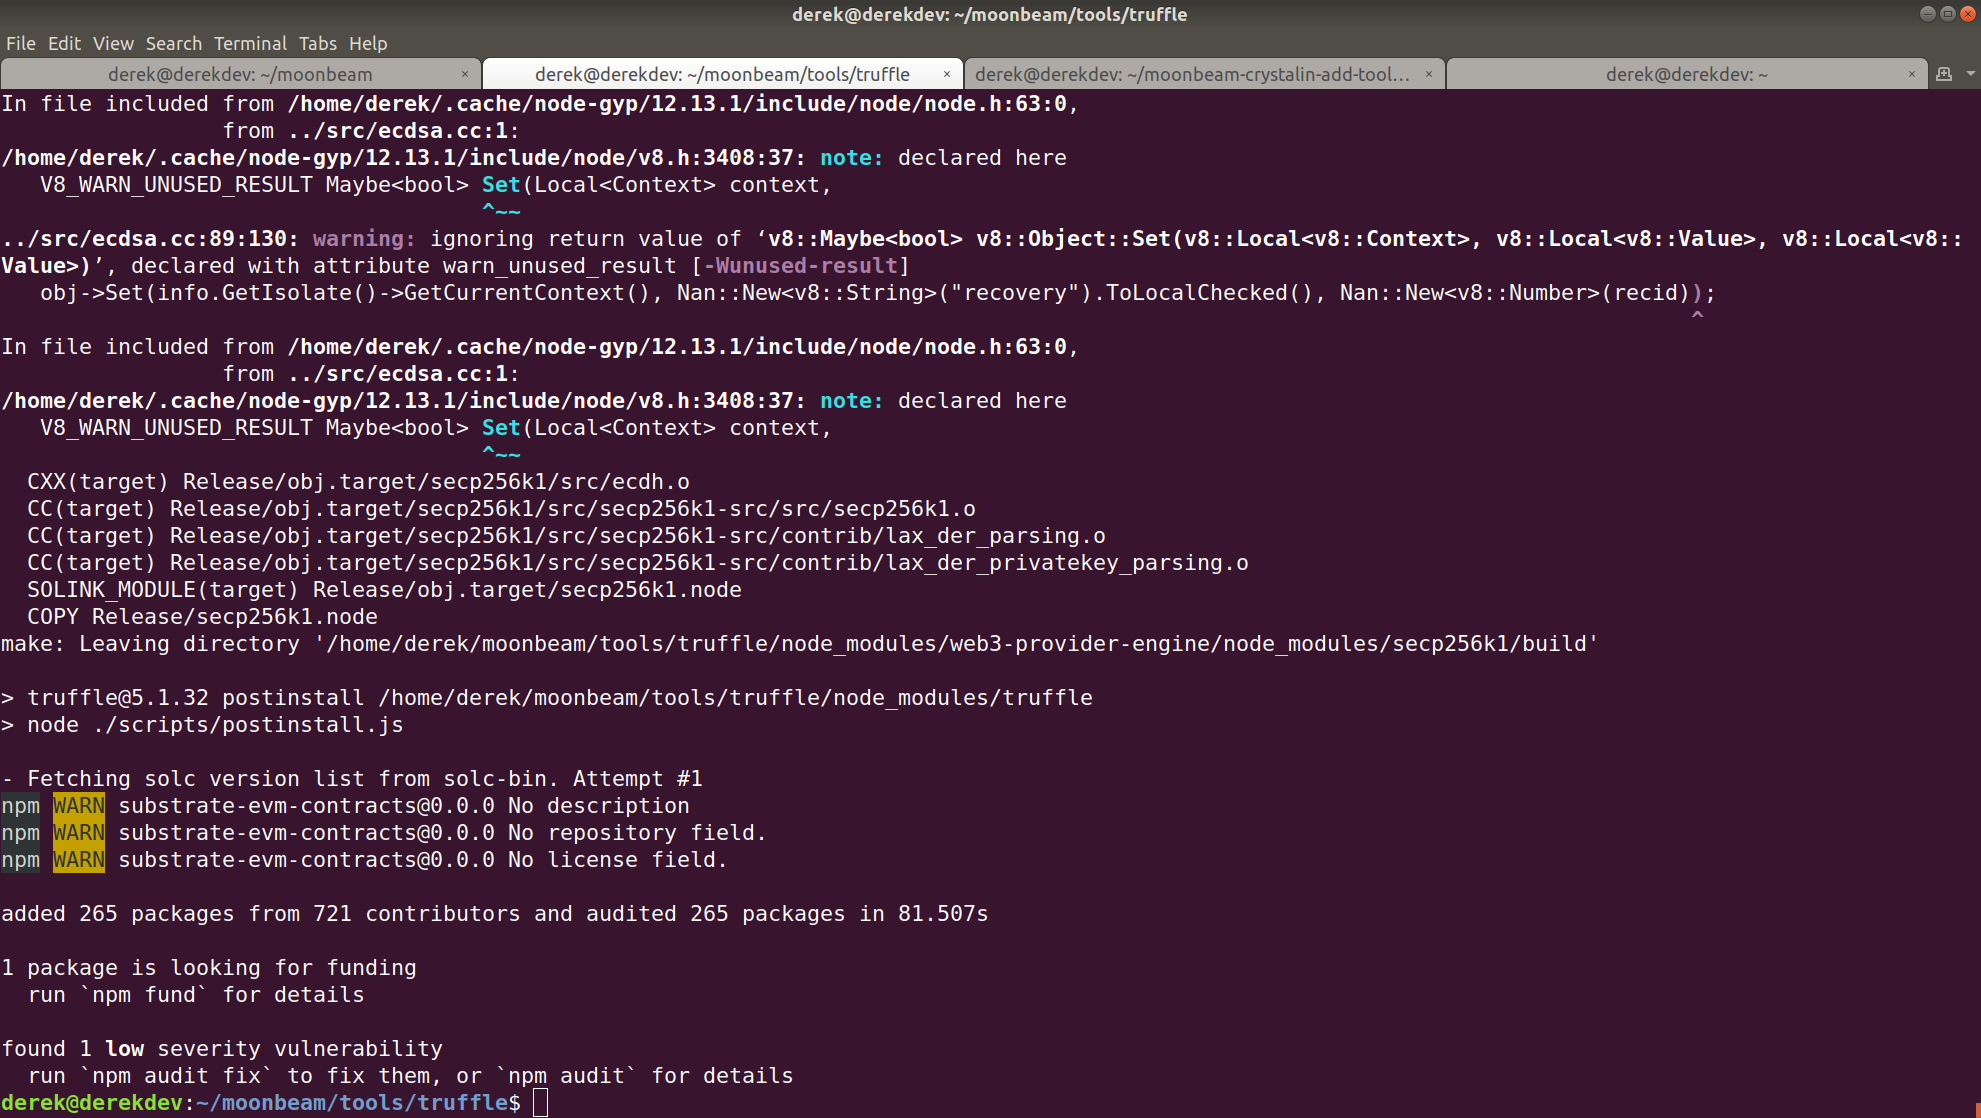 derek@derekdev: ~/moonbeam/tools/truffle
File Edit View Search Terminal Tabs Help
derek@derekdev: ~/moonbeam × derek@derekdev: ~/moonbeam/tools/truffle × derek@derekdev: ~/moonbeam-crystalin-add-tool… × derek@derekdev: ~ ×
In file included from /home/derek/.cache/node-gyp/12.13.1/include/node/node.h:63:0,
                 from ../src/ecdsa.cc:1:
/home/derek/.cache/node-gyp/12.13.1/include/node/v8.h:3408:37: note: declared here
   V8_WARN_UNUSED_RESULT Maybe<bool> Set(Local<Context> context,
                                     ^~~
../src/ecdsa.cc:89:130: warning: ignoring return value of ‘v8::Maybe<bool> v8::Object::Set(v8::Local<v8::Context>, v8::Local<v8::Value>, v8::Local<v8::
Value>)’, declared with attribute warn_unused_result [-Wunused-result]
   obj->Set(info.GetIsolate()->GetCurrentContext(), Nan::New<v8::String>("recovery").ToLocalChecked(), Nan::New<v8::Number>(recid));
                                                                                                                                  ^
In file included from /home/derek/.cache/node-gyp/12.13.1/include/node/node.h:63:0,
                 from ../src/ecdsa.cc:1:
/home/derek/.cache/node-gyp/12.13.1/include/node/v8.h:3408:37: note: declared here
   V8_WARN_UNUSED_RESULT Maybe<bool> Set(Local<Context> context,
                                     ^~~
  CXX(target) Release/obj.target/secp256k1/src/ecdh.o
  CC(target) Release/obj.target/secp256k1/src/secp256k1-src/src/secp256k1.o
  CC(target) Release/obj.target/secp256k1/src/secp256k1-src/contrib/lax_der_parsing.o
  CC(target) Release/obj.target/secp256k1/src/secp256k1-src/contrib/lax_der_privatekey_parsing.o
  SOLINK_MODULE(target) Release/obj.target/secp256k1.node
  COPY Release/secp256k1.node
make: Leaving directory '/home/derek/moonbeam/tools/truffle/node_modules/web3-provider-engine/node_modules/secp256k1/build'

> truffle@5.1.32 postinstall /home/derek/moonbeam/tools/truffle/node_modules/truffle
> node ./scripts/postinstall.js

- Fetching solc version list from solc-bin. Attempt #1
npm WARN substrate-evm-contracts@0.0.0 No description
npm WARN substrate-evm-contracts@0.0.0 No repository field.
npm WARN substrate-evm-contracts@0.0.0 No license field.

added 265 packages from 721 contributors and audited 265 packages in 81.507s

1 package is looking for funding
  run `npm fund` for details

found 1 low severity vulnerability
  run `npm audit fix` to fix them, or `npm audit` for details
derek@derekdev:~/moonbeam/tools/truffle$